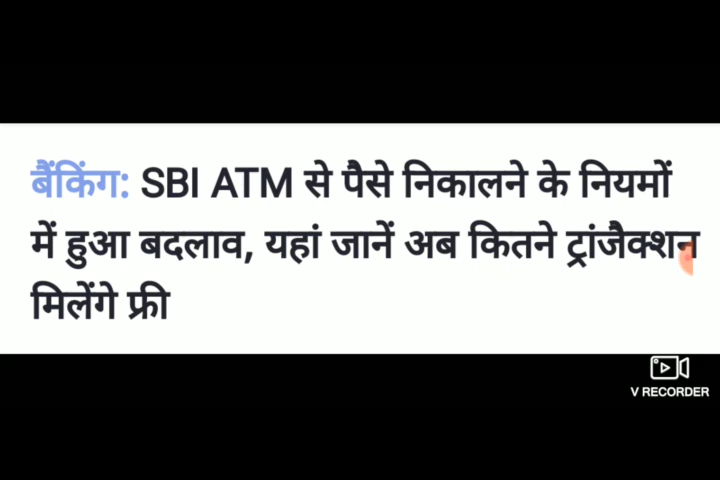 बैंकिंग: SBI ATM से पैसे निकालने के नियमों
में हुआ बदलाव, यहां जानें अब कितने ट्रांजैक्शन
मिलेंगे फ्री
V RECORDER